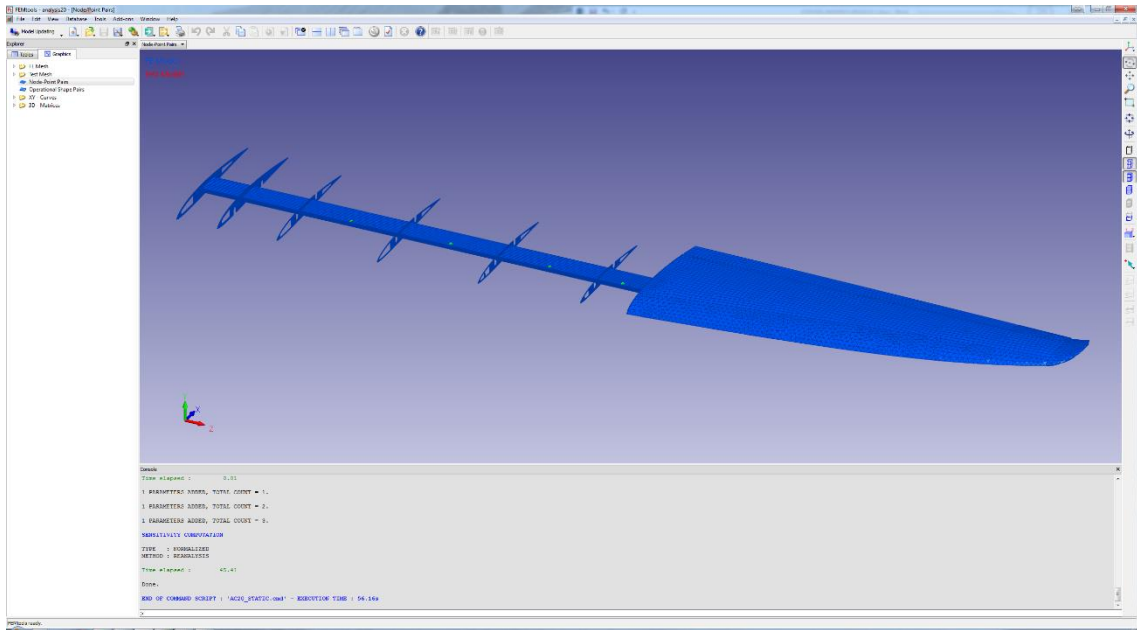 FEMtools - analysis20 - [Node/Point Pairs]
File Edit View Database Tools Add-ons Window Help
Model Updating
Explorer
Node-Point Pairs
Tables Graphics
FE Mesh
Test Mesh
Node-Point Pairs
Operational Shape Pairs
XY - Curves
3D - Matrices
Y
X
Z
Console
Time elapsed : 0.01
1 PARAMETERS ADDED, TOTAL COUNT = 1.
1 PARAMETERS ADDED, TOTAL COUNT = 2.
1 PARAMETERS ADDED, TOTAL COUNT = 3.
SENSITIVITY COMPUTATION
TYPE : NORMALIZED
METHOD : REANALYSIS
Time elapsed : 45.41
Done.
END OF COMMAND SCRIPT : 'AC20_STATIC.cmd' - EXECUTION TIME : 56.16s
>
FEMtools ready.